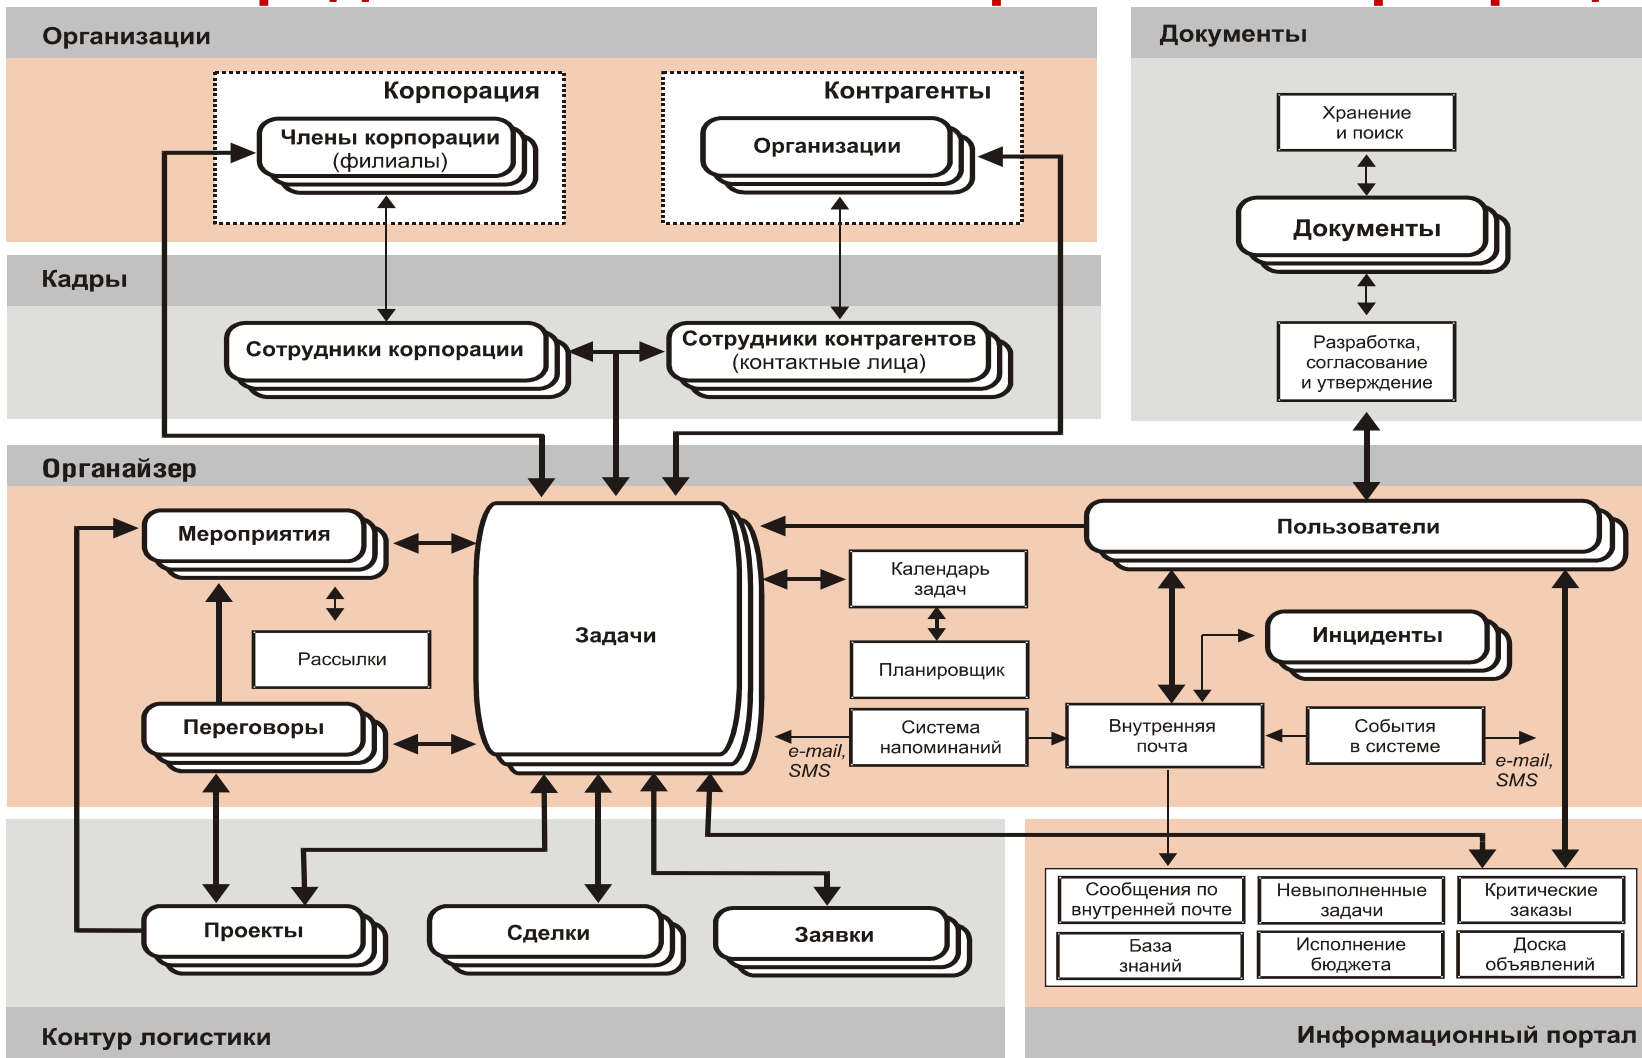 Организации
Корпорация
Члены корпорации
(филиалы)
Контрагенты
Организации
Документы
Хранение
и поиск
Документы
Разработка,
согласование
и утверждение
Кадры
Сотрудники корпорации
Сотрудники контрагентов
(контактные лица)
Органайзер
Мероприятия
Рассылки
Переговоры
Задачи
Пользователи
Календарь
задач
Планировщик
Инциденты
Система
напоминаний
e-mail,
SMS
Внутренняя
почта
События
в системе
e-mail,
SMS
Проекты
Сделки
Заявки
Контур логистики
Сообщения по
внутренней почте
Невыполненные
задачи
Критические
заказы
База
знаний
Исполнение
бюджета
Доска
объявлений
Информационный портал